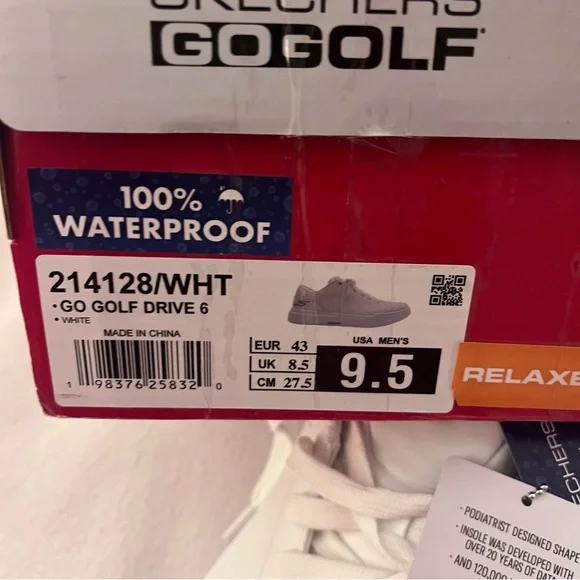 SKECHERS
GO GOLF
100%
WATERPROOF
214128/WHT
• GO GOLF DRIVE 6
• WHITE
MADE IN CHINA
1 98376 25832 0
EUR 43
UK 8.5
CM 27.5
USA MEN'S
9.5
RELAXE
• PODIATRIST DESIGNED SHAPE
• INSOLE WAS DEVELOPED WITH
OVER 20 YEARS OF DATA
• AND 120,000